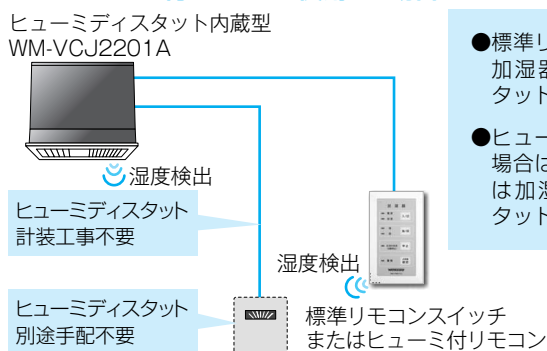 ヒューミディスタット内蔵型
WM-VCJ2201A
湿度検出
ヒューミディスタット
計装工事不要
湿度検出
ヒューミディスタット
別途手配不要
標準リモコンスイッチ
またはヒューミ付リモコン
●標準リ
加湿器
タット
●ヒュー
場合は
は加湿
タット